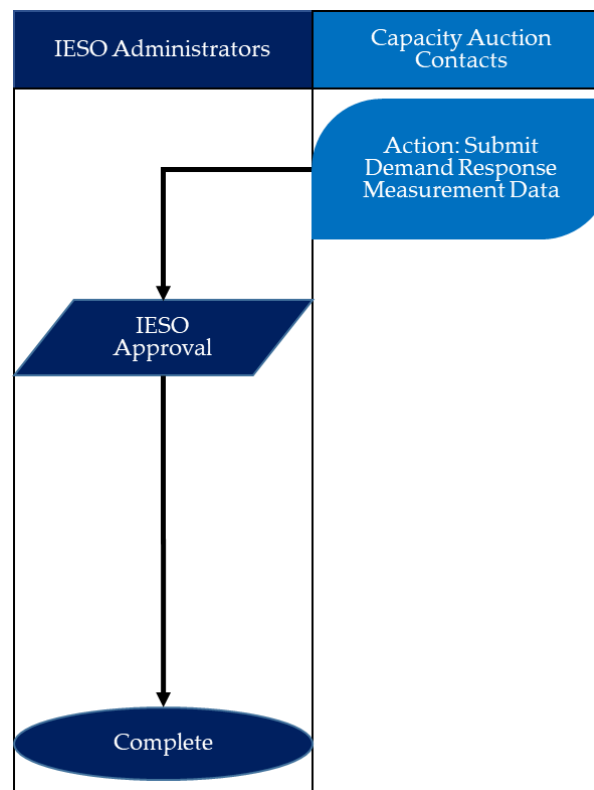 IESO Administrators
Capacity Auction
Contacts
Action: Submit
Demand Response
Measurement Data
IESO
Approval
Complete